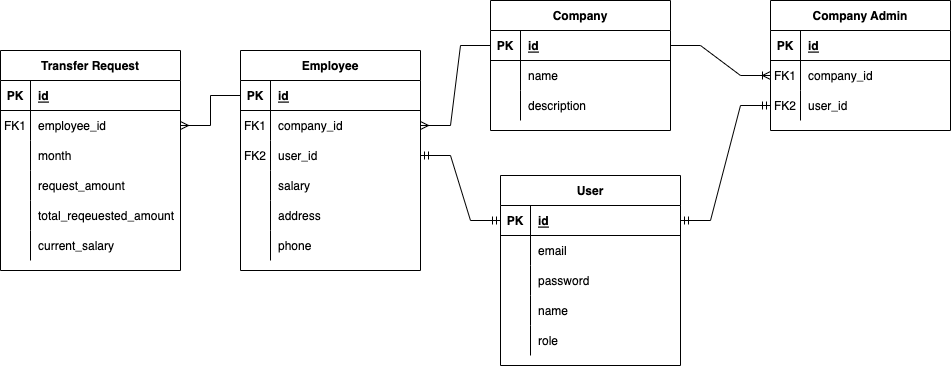 Transfer Request
PK id
FK1 employee_id
month
request_amount
total_reqeuested_amount
current_salary
Employee
PK id
FK1 company_id
FK2 user_id
salary
address
phone
Company
PK id
name
description
User
PK id
email
password
name
role
Company Admin
PK id
FK1 company_id
FK2 user_id